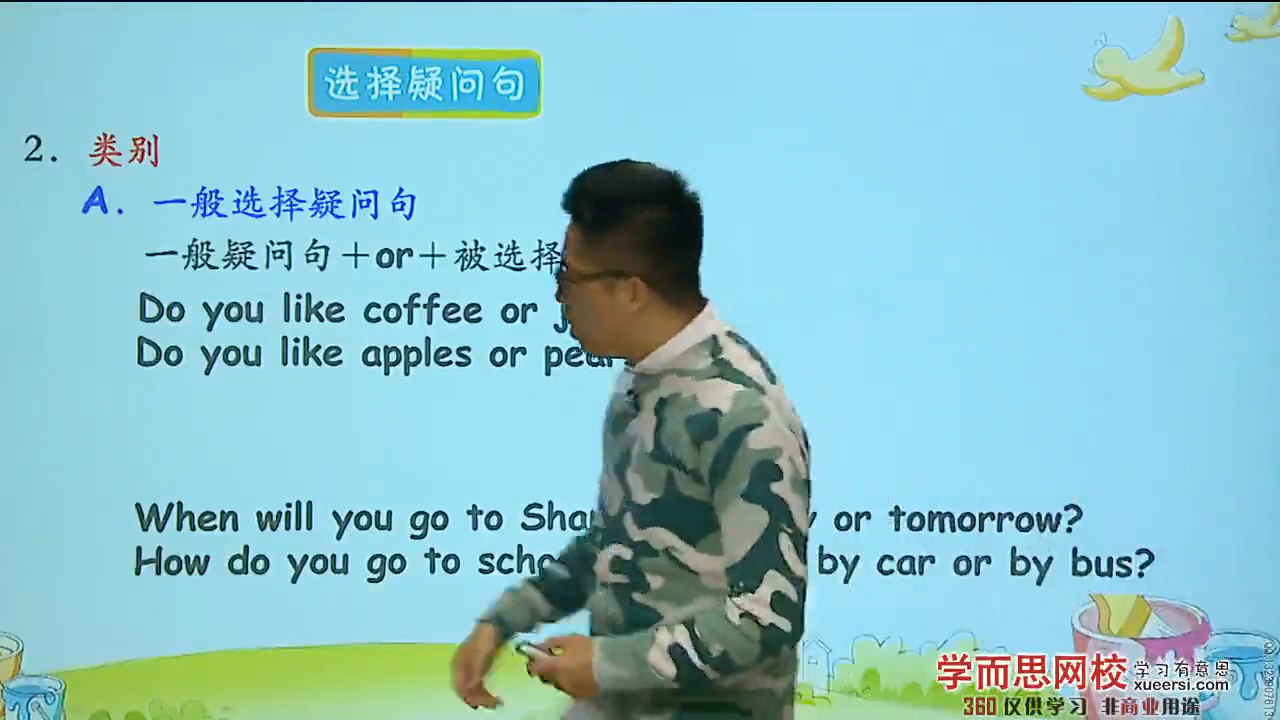 选择疑问句
2. 类别
A. 一般选择疑问句
一般疑问句＋or＋被选择
Do you like coffee or
Do you like apples or
When will you go to or tomorrow?
How do you go to by car or by bus?
学而思网校 学习有意思
xueersi.com
360 仅供学习 非商业用途